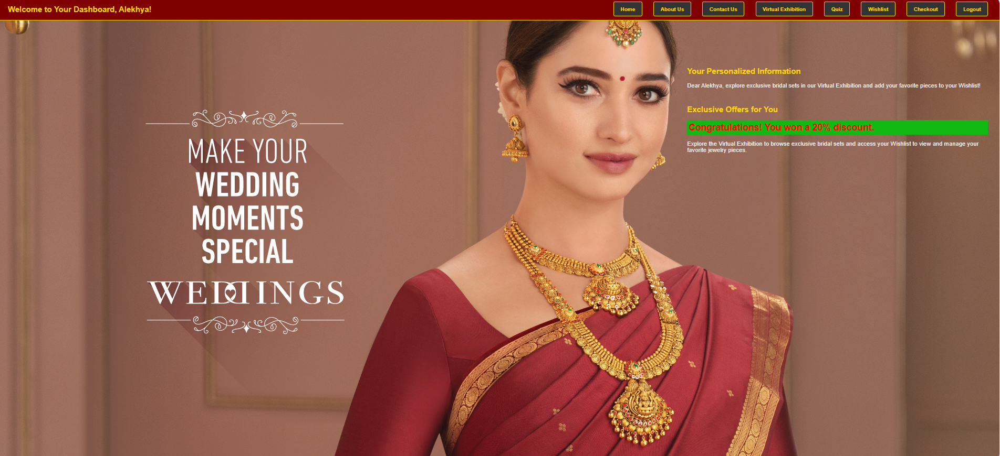 Welcome to Your Dashboard, Alekhya!
Home
About Us
Contact Us
Virtual Exhibition
Quiz
Wishlist
Checkout
Logout
MAKE YOUR
WEDDING
MOMENTS
SPECIAL
WEDDINGS
Your Personalized Information
Dear Alekhya, explore exclusive bridal sets in our Virtual Exhibition and add your favorite pieces to your Wishlist!
Exclusive Offers for You
Congratulations! You won a 20% discount.
Explore the Virtual Exhibition to browse exclusive bridal sets and access your Wishlist to view and manage your
favorite jewelry pieces.